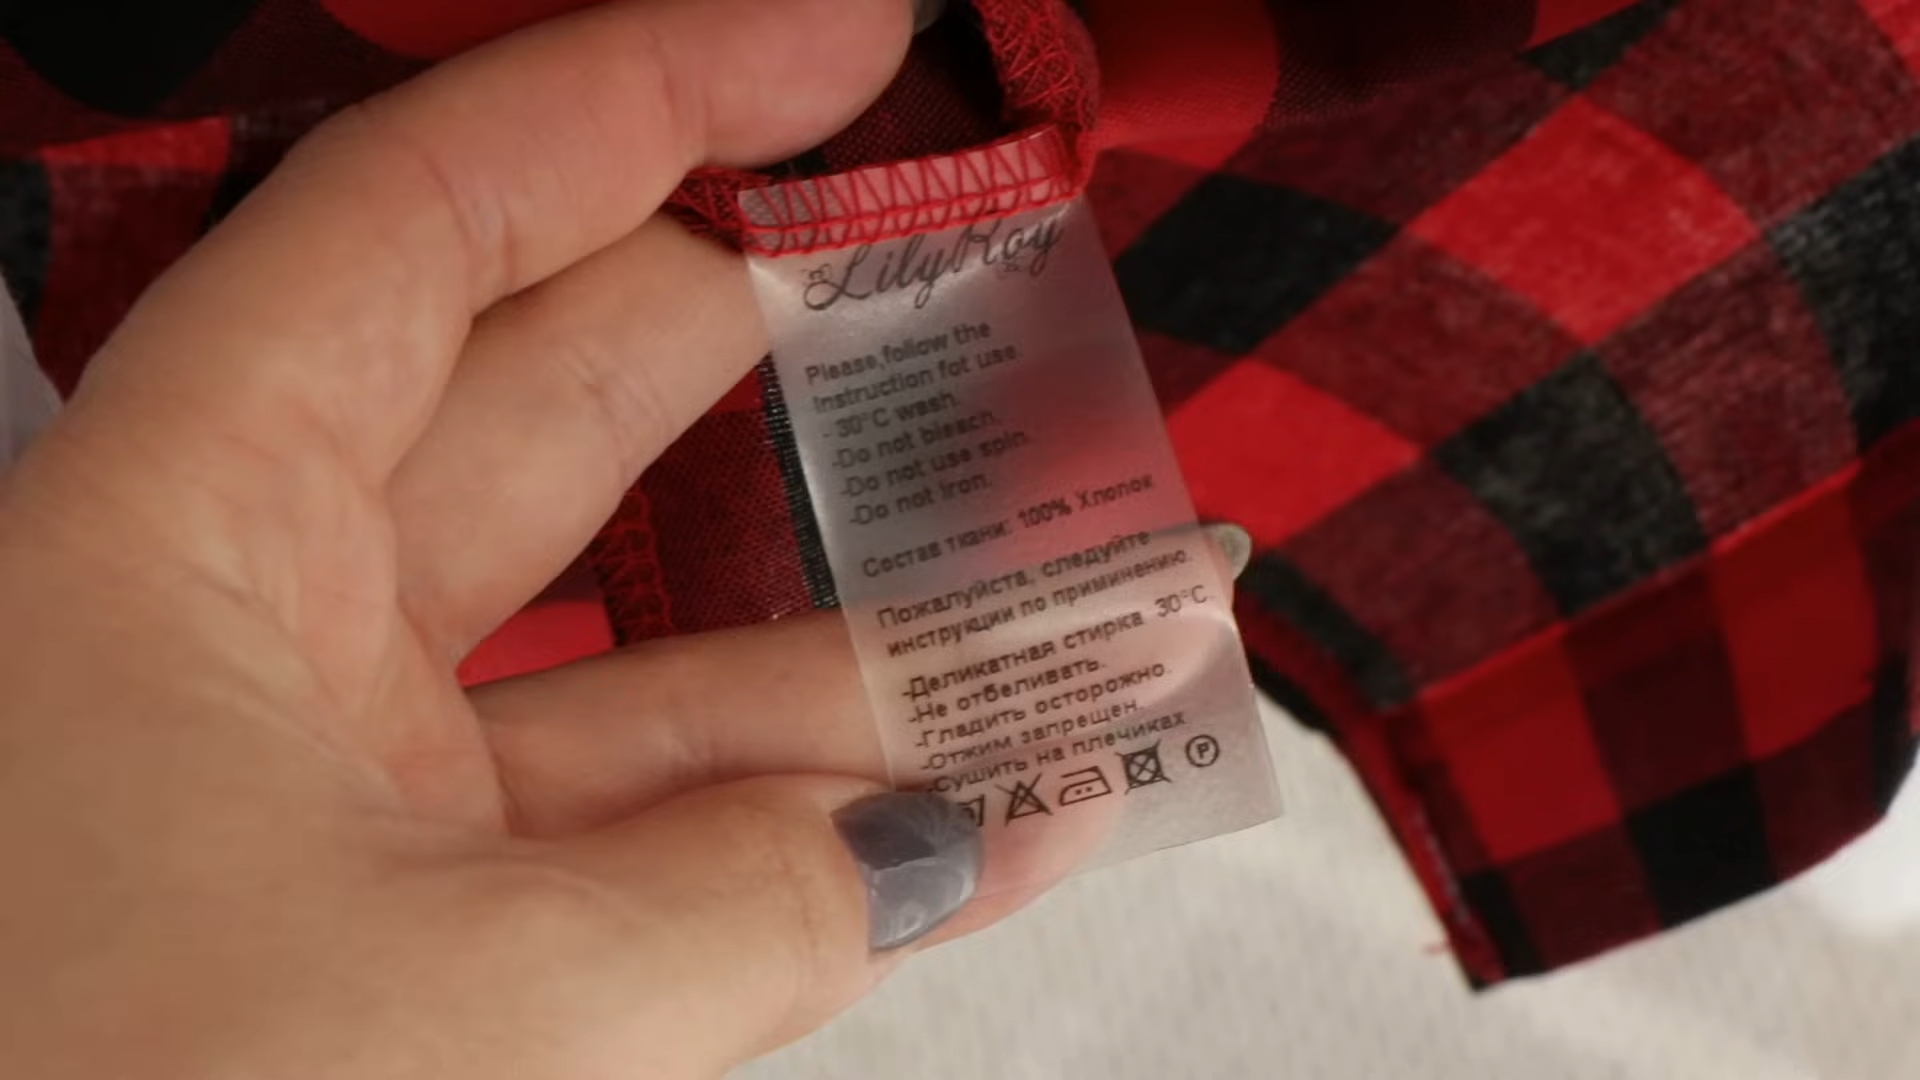 LilyRoy
Please,follow the
instruction fot use:
- 30°C wash.
-Do not bleach.
-Do not use spin.
-Do not iron.
Состав ткани: 100% Хлопок
Пожалуйста, следуйте
инструкции по приминению.
-Деликатная стирка 30°C.
-Не отбеливать.
-Гладить осторожно.
-Отжим запрещен.
-Сушить на плечиках
P